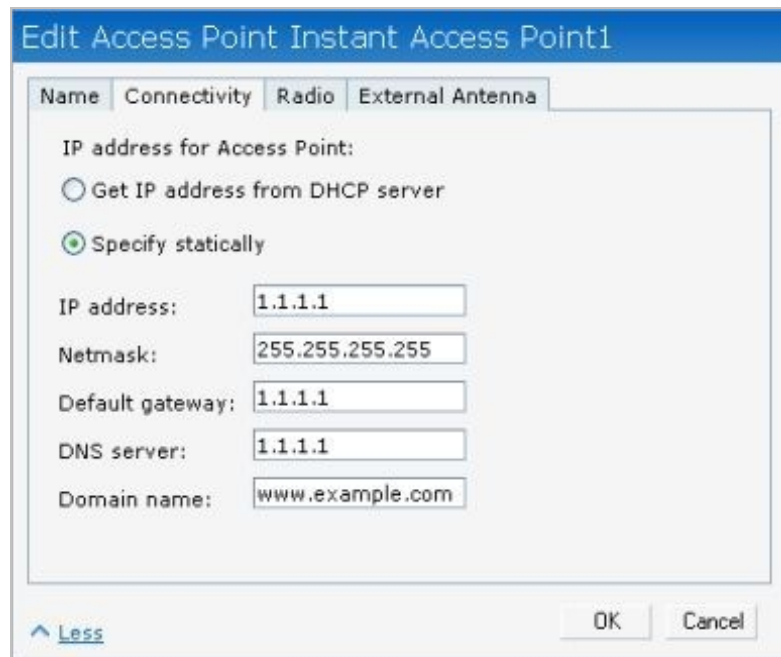 Edit Access Point Instant Access Point1
Name Connectivity Radio External Antenna
IP address for Access Point:
Get IP address from DHCP server
Specify statically
IP address: 1.1.1.1
Netmask: 255.255.255.255
Default gateway: 1.1.1.1
DNS server: 1.1.1.1
Domain name: www.example.com
Less OK Cancel